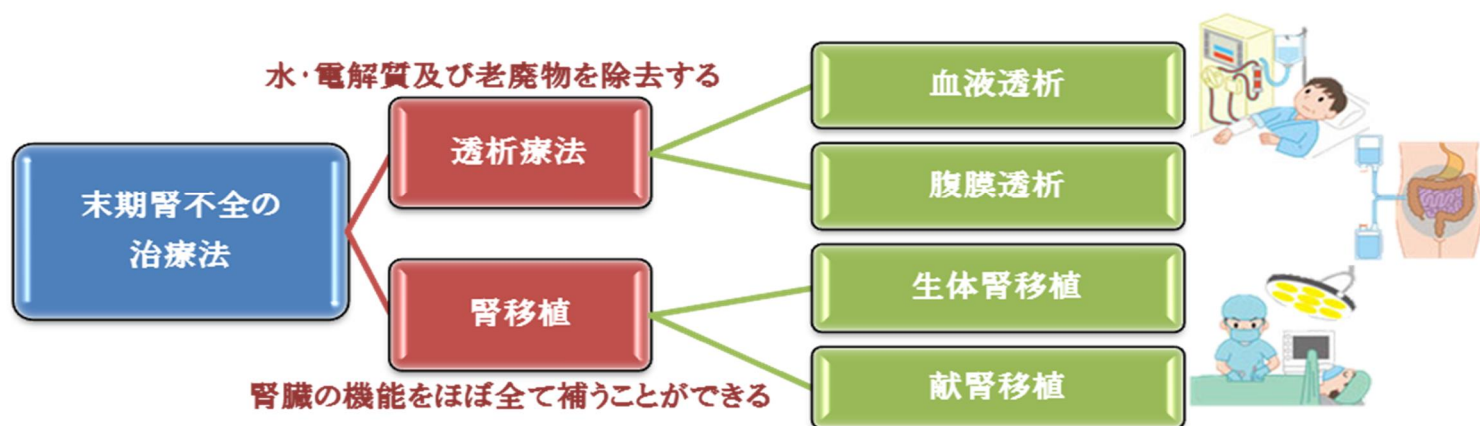 水・電解質及び老廃物を除去する
末期腎不全の
治療法
透析療法
血液透析
腹膜透析
腎移植
生体腎移植
献腎移植
腎臓の機能をほぼ全て補うことができる